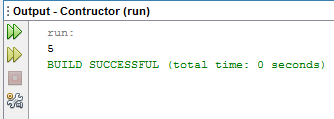 Output - Contructor (run)
run:
5
BUILD SUCCESSFUL (total time: 0 seconds)